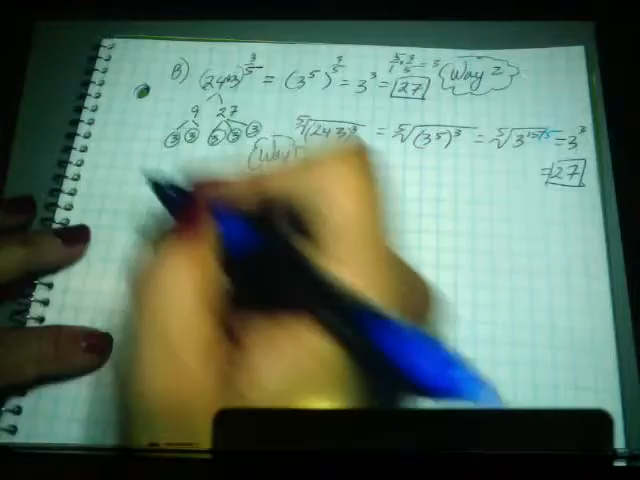 B) (243)^(3/5) = (3^5)^(3/5) = 3^3 = 27 5/1 · 3/5 = 3 Way 2
9 27
3 3 3 3 3
⁵√(243)^3 = ⁵√(3^5)^3 = ⁵√3^(15/5) = 3^3
Way
= 27